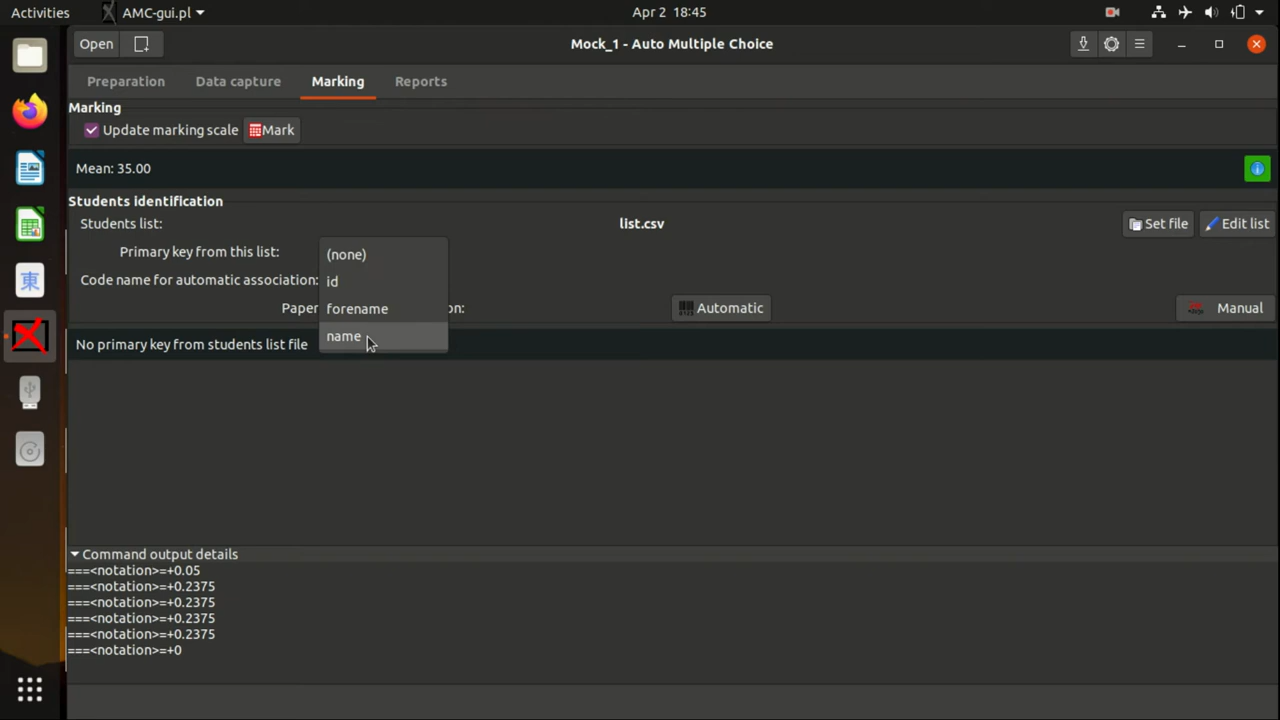 Activities AMC-gui.pl Apr 2 18:45
Open Mock_1 - Auto Multiple Choice
Preparation Data capture Marking Reports
Marking
Update marking scale Mark
Mean: 35.00
Students identification
Students list: list.csv Set file Edit list
Primary key from this list:
(none)
Code name for automatic association: id
Paper forename on: Automatic Manual
name
No primary key from students list file
Command output details
===<notation>=+0.05
===<notation>=+0.2375
===<notation>=+0.2375
===<notation>=+0.2375
===<notation>=+0.2375
===<notation>=+0